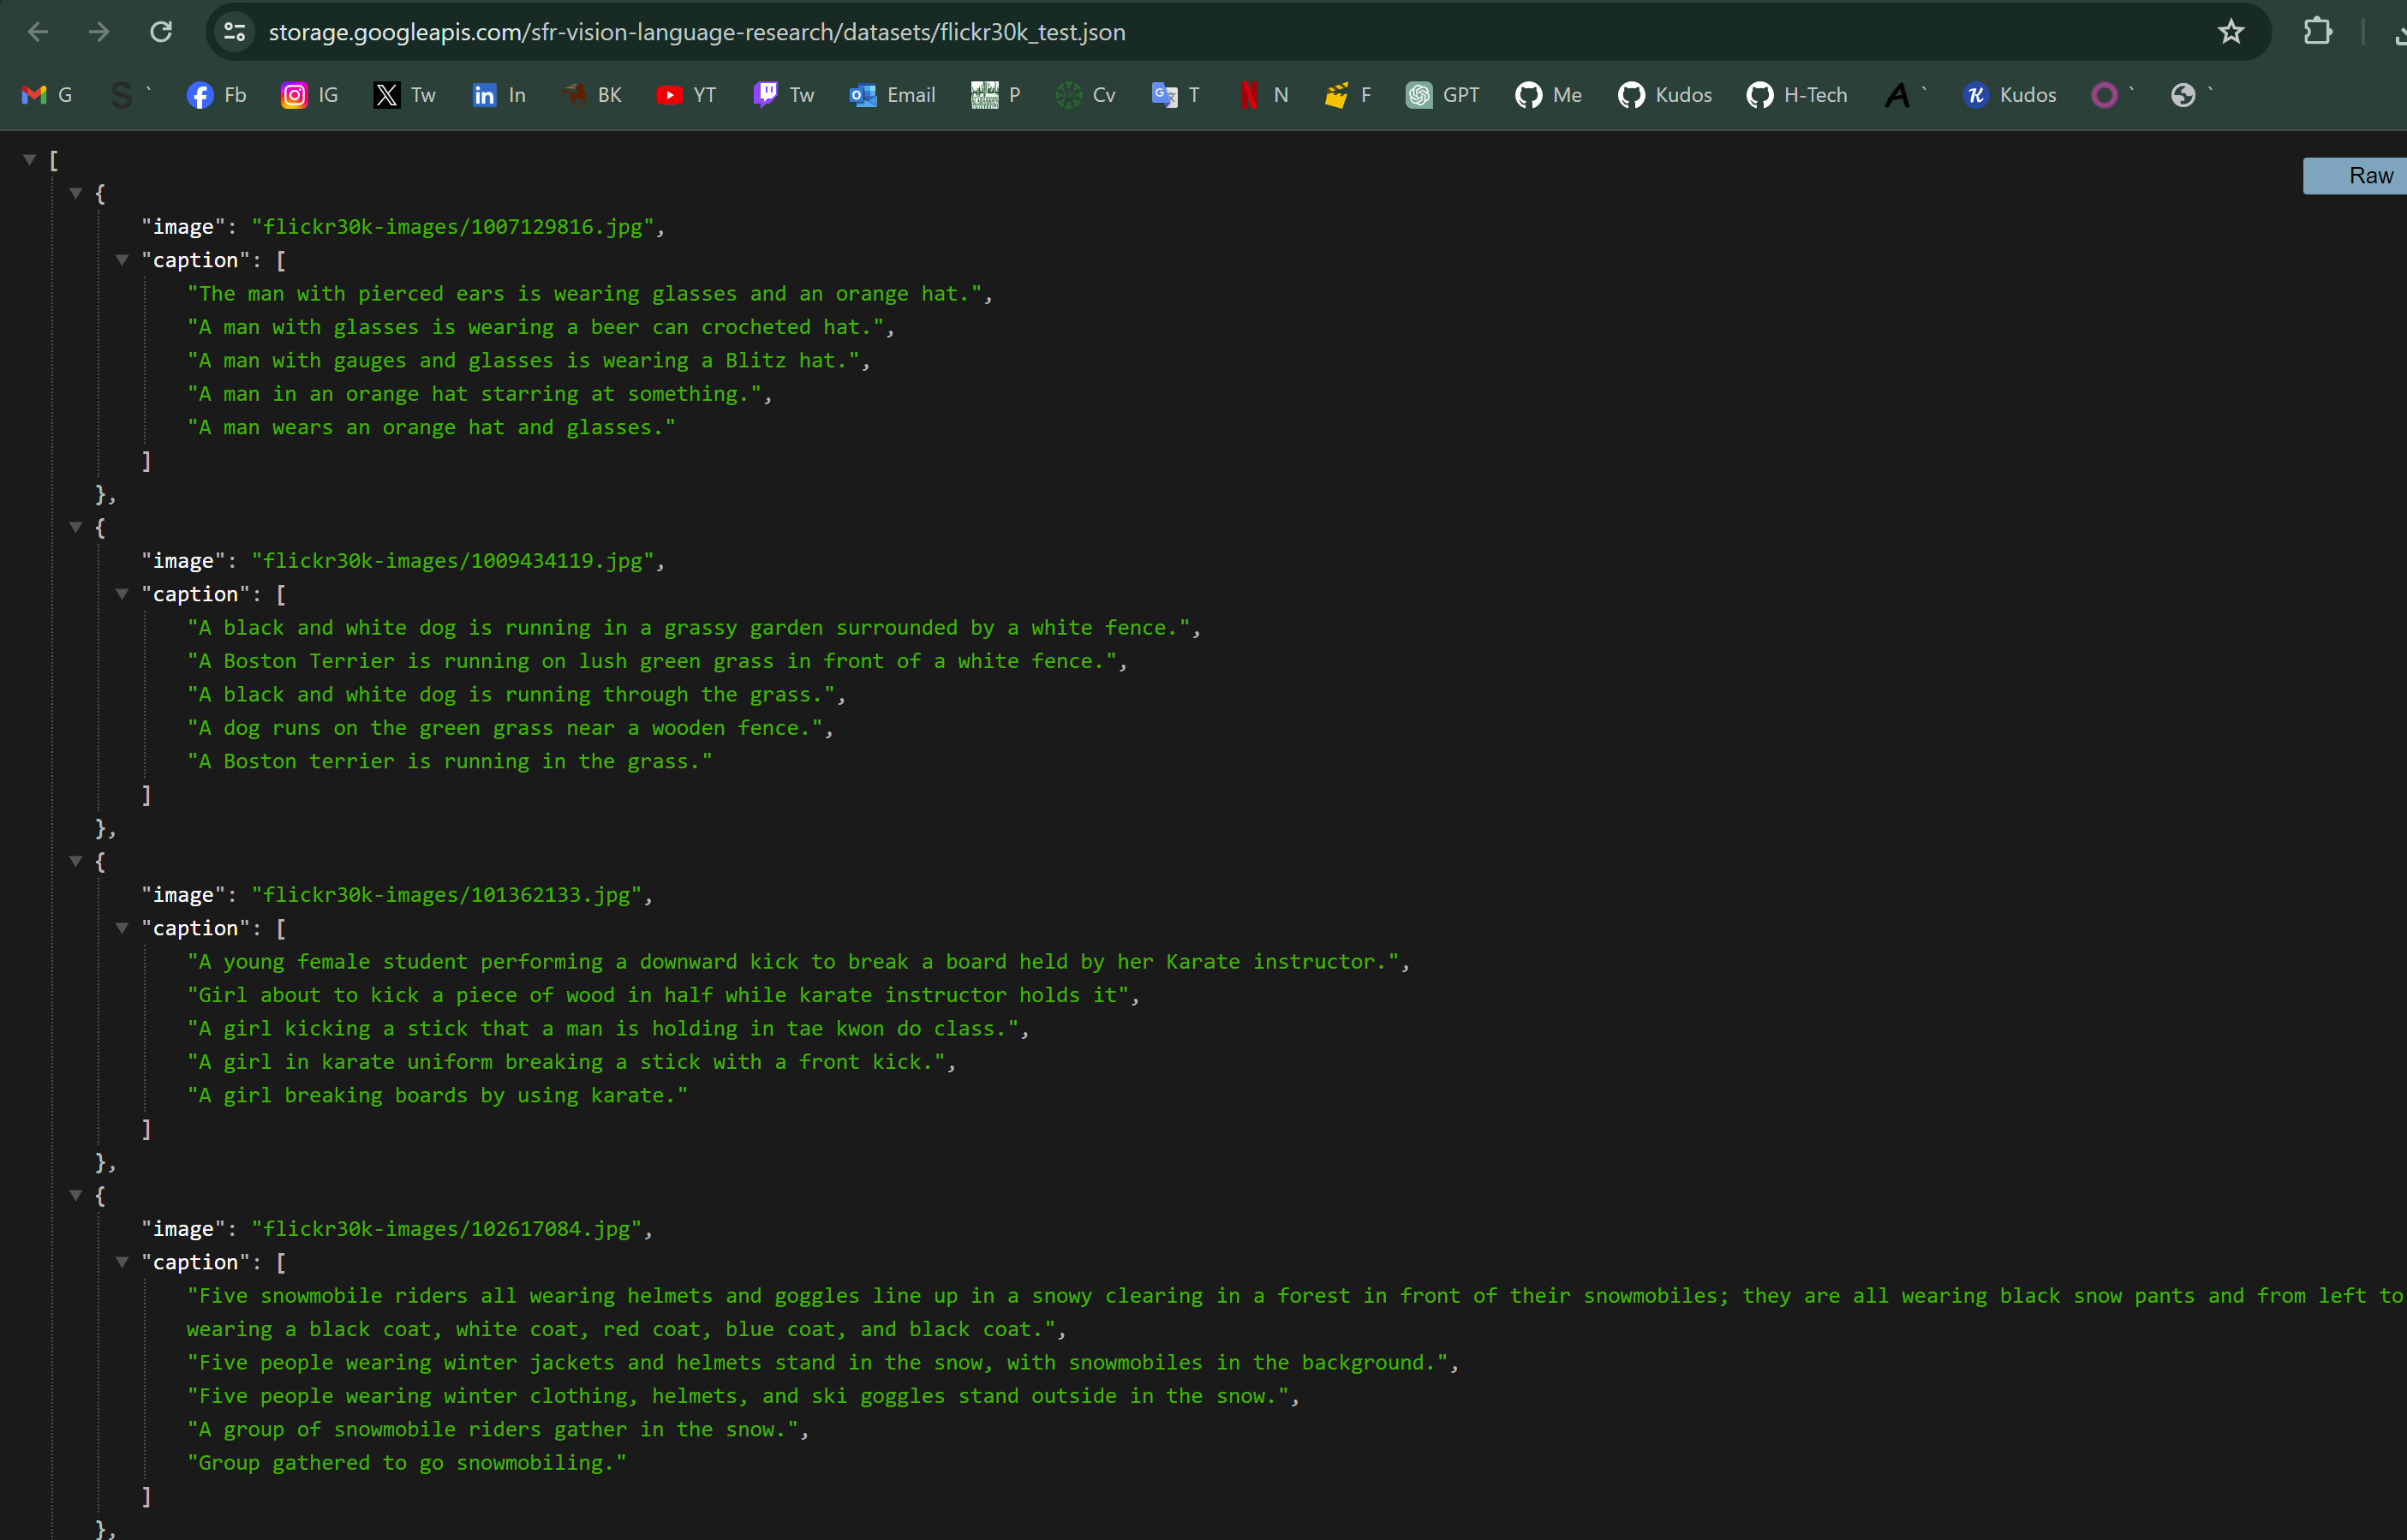 storage.googleapis.com/sfr-vision-language-research/datasets/flickr30k_test.json
G ` Fb IG Tw In BK YT Tw Email P Cv T N F GPT Me Kudos H-Tech ` Kudos ` `
Raw
[
{
"image": "flickr30k-images/1007129816.jpg",
"caption": [
"The man with pierced ears is wearing glasses and an orange hat.",
"A man with glasses is wearing a beer can crocheted hat.",
"A man with gauges and glasses is wearing a Blitz hat.",
"A man in an orange hat starring at something.",
"A man wears an orange hat and glasses."
]
},
{
"image": "flickr30k-images/1009434119.jpg",
"caption": [
"A black and white dog is running in a grassy garden surrounded by a white fence.",
"A Boston Terrier is running on lush green grass in front of a white fence.",
"A black and white dog is running through the grass.",
"A dog runs on the green grass near a wooden fence.",
"A Boston terrier is running in the grass."
]
},
{
"image": "flickr30k-images/101362133.jpg",
"caption": [
"A young female student performing a downward kick to break a board held by her Karate instructor.",
"Girl about to kick a piece of wood in half while karate instructor holds it",
"A girl kicking a stick that a man is holding in tae kwon do class.",
"A girl in karate uniform breaking a stick with a front kick.",
"A girl breaking boards by using karate."
]
},
{
"image": "flickr30k-images/102617084.jpg",
"caption": [
"Five snowmobile riders all wearing helmets and goggles line up in a snowy clearing in a forest in front of their snowmobiles; they are all wearing black snow pants and from left to
wearing a black coat, white coat, red coat, blue coat, and black coat.",
"Five people wearing winter jackets and helmets stand in the snow, with snowmobiles in the background.",
"Five people wearing winter clothing, helmets, and ski goggles stand outside in the snow.",
"A group of snowmobile riders gather in the snow.",
"Group gathered to go snowmobiling."
]
},